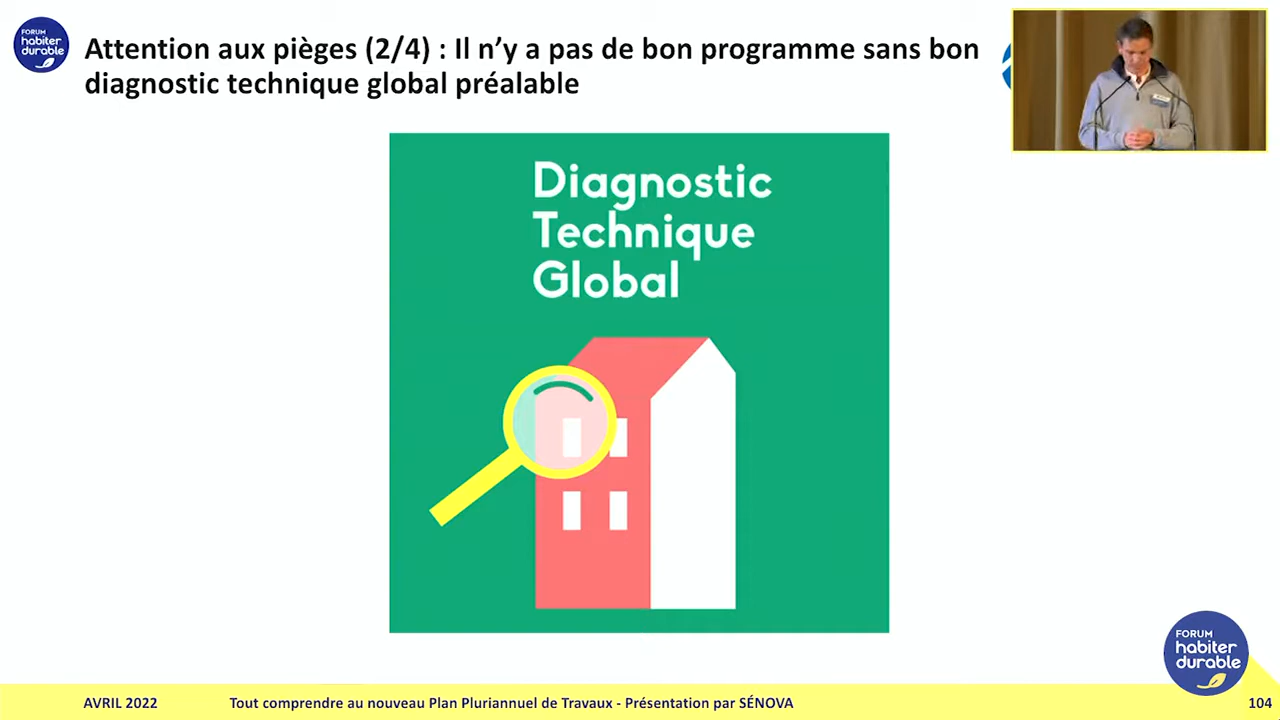 FORUM
habiter
durable
Attention aux pièges (2/4) : Il n’y a pas de bon programme sans bon
diagnostic technique global préalable
Diagnostic
Technique
Global
FORUM
habiter
durable
AVRIL 2022
Tout comprendre au nouveau Plan Pluriannuel de Travaux - Présentation par SÉNOVA
104